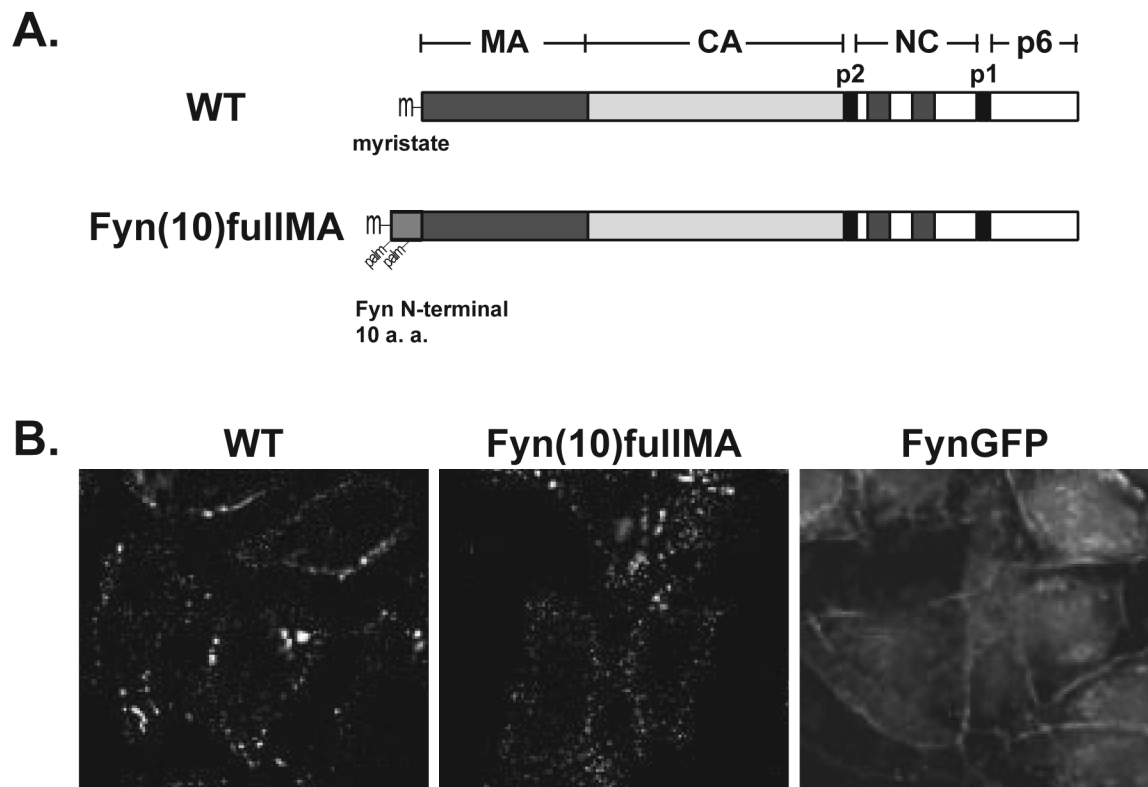 A.
MA CA NC p6
p2 p1
WT m
myristate
Fyn(10)fullMA m
palm palm
Fyn N-terminal
10 a. a.
B.
WT Fyn(10)fullMA FynGFP